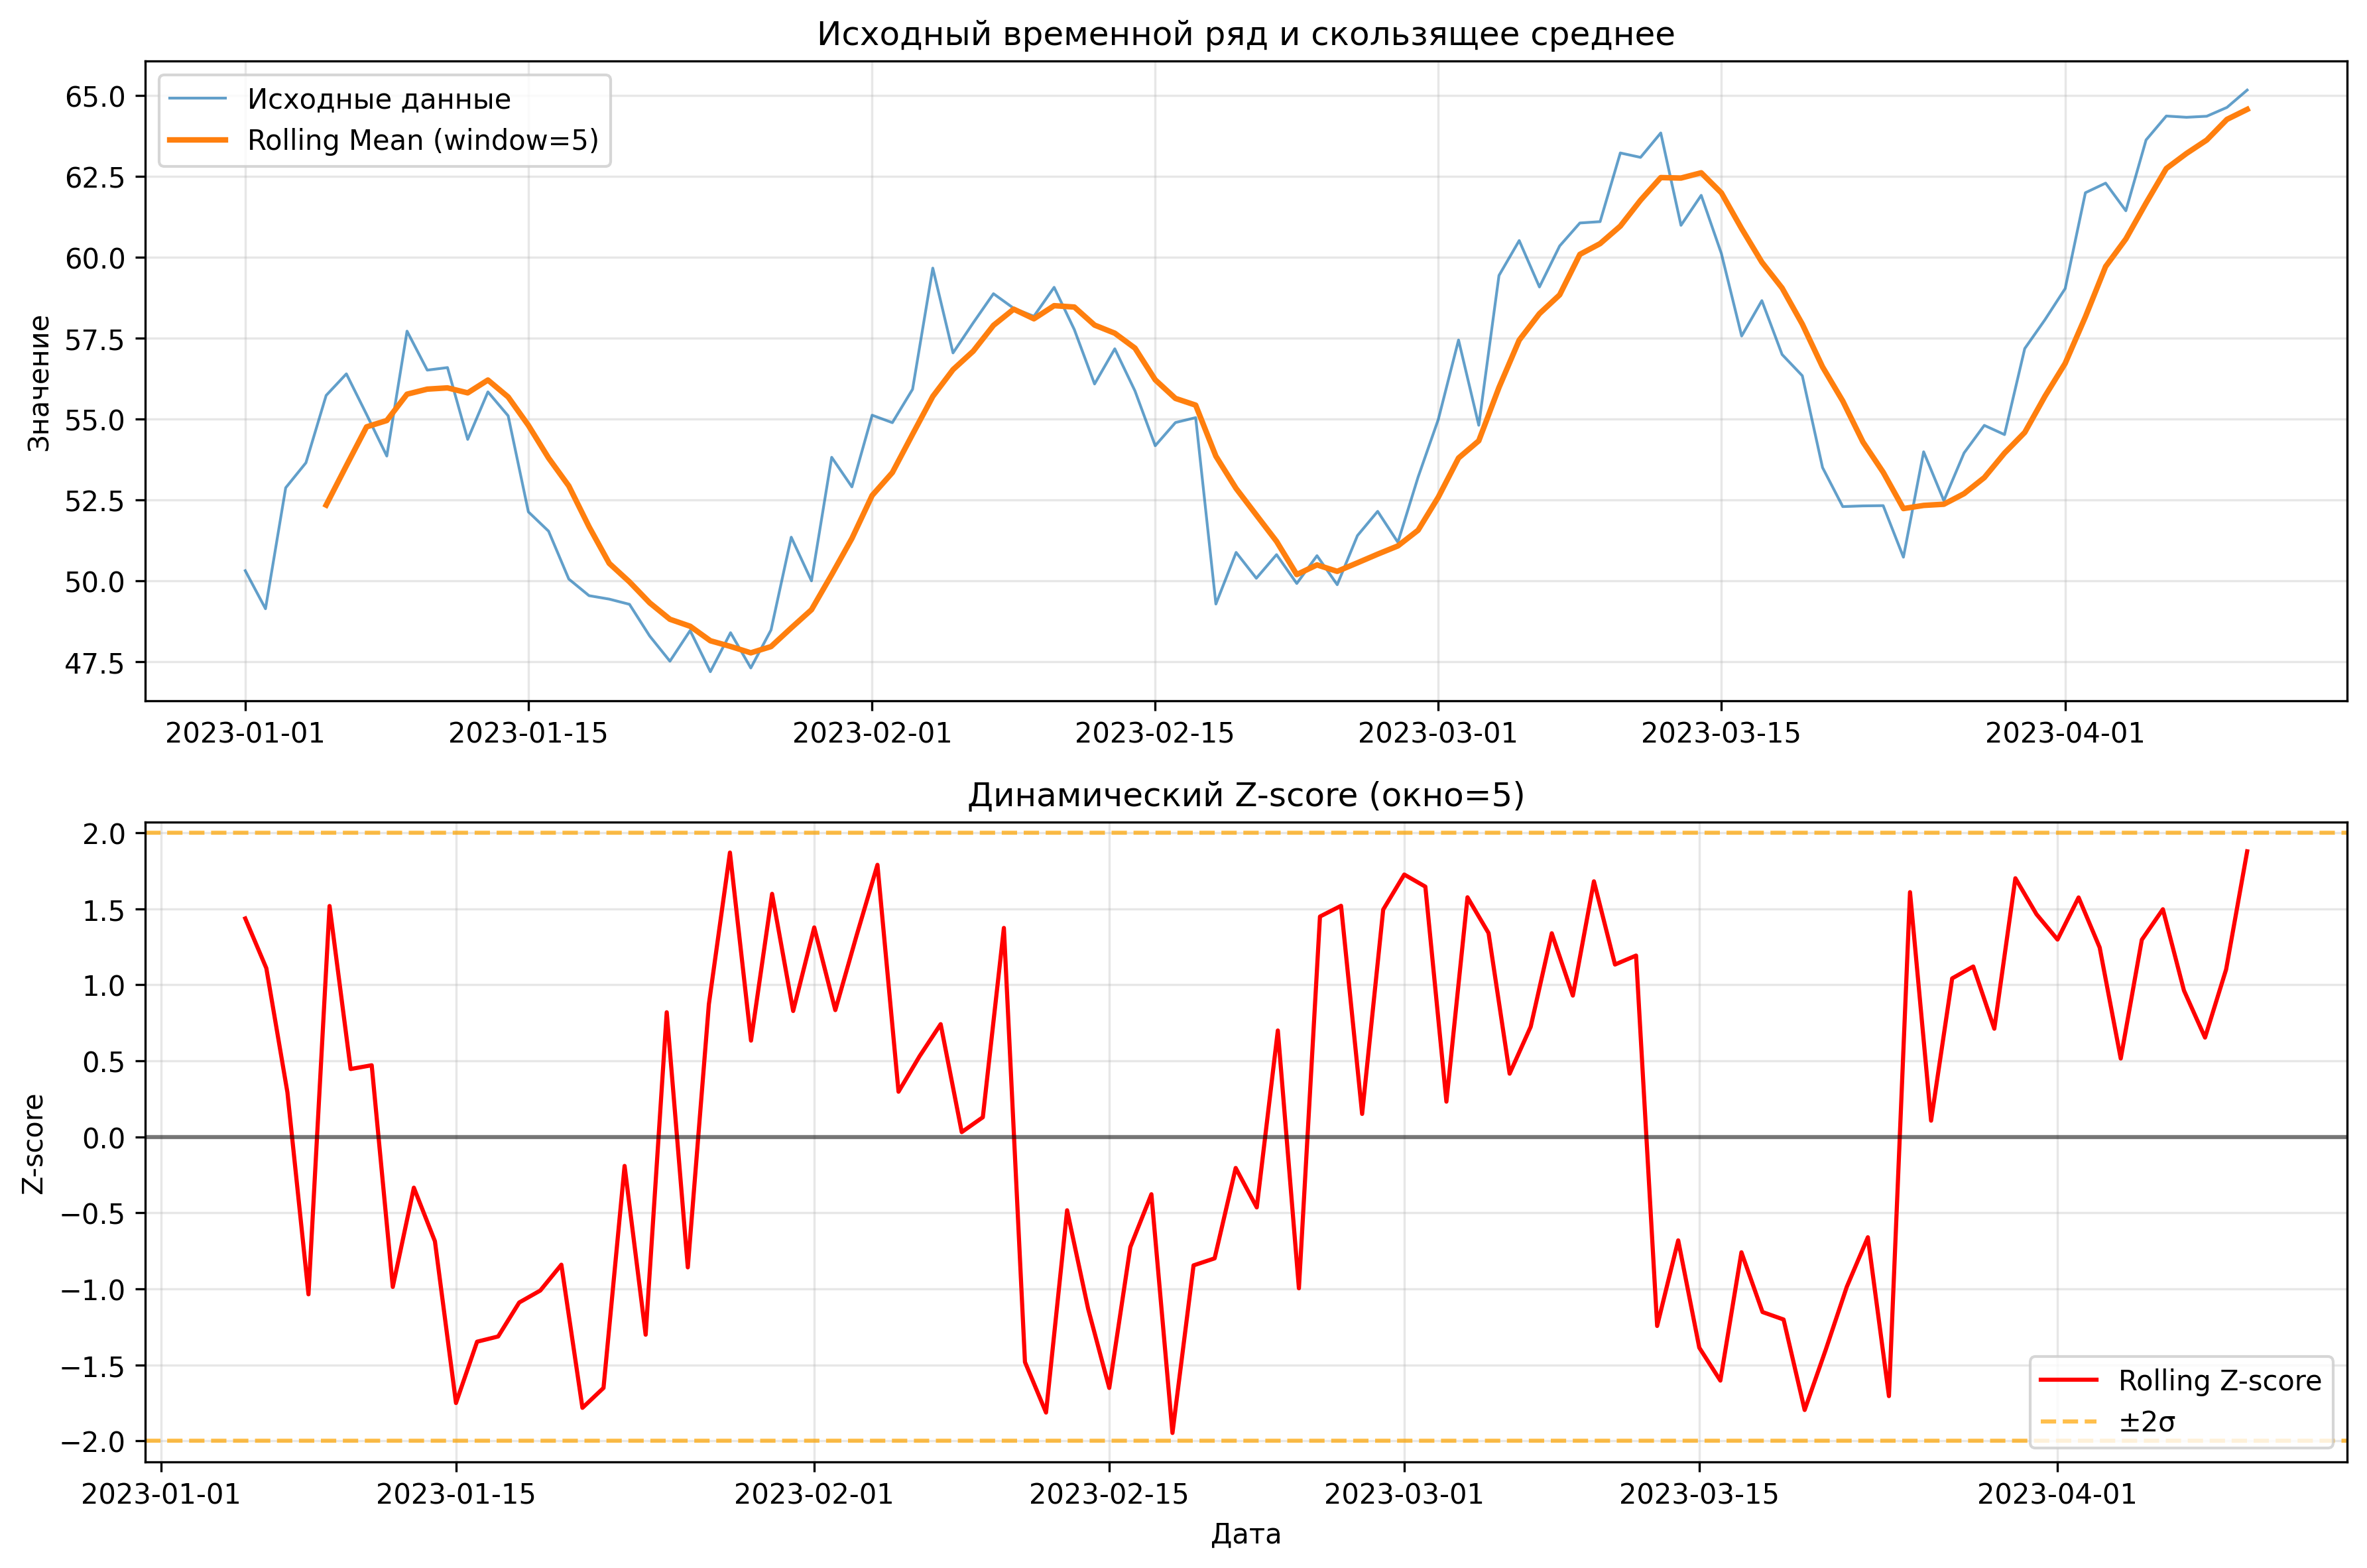 Исходный временной ряд и скользящее среднее
Исходные данные
Rolling Mean (window=5)
Значение
65.0
62.5
60.0
57.5
55.0
52.5
50.0
47.5
2023-01-01 2023-01-15 2023-02-01 2023-02-15 2023-03-01 2023-03-15 2023-04-01
Динамический Z-score (окно=5)
Z-score
2.0
1.5
1.0
0.5
0.0
−0.5
−1.0
−1.5
−2.0
Rolling Z-score
±2σ
2023-01-01 2023-01-15 2023-02-01 2023-02-15 2023-03-01 2023-03-15 2023-04-01
Дата